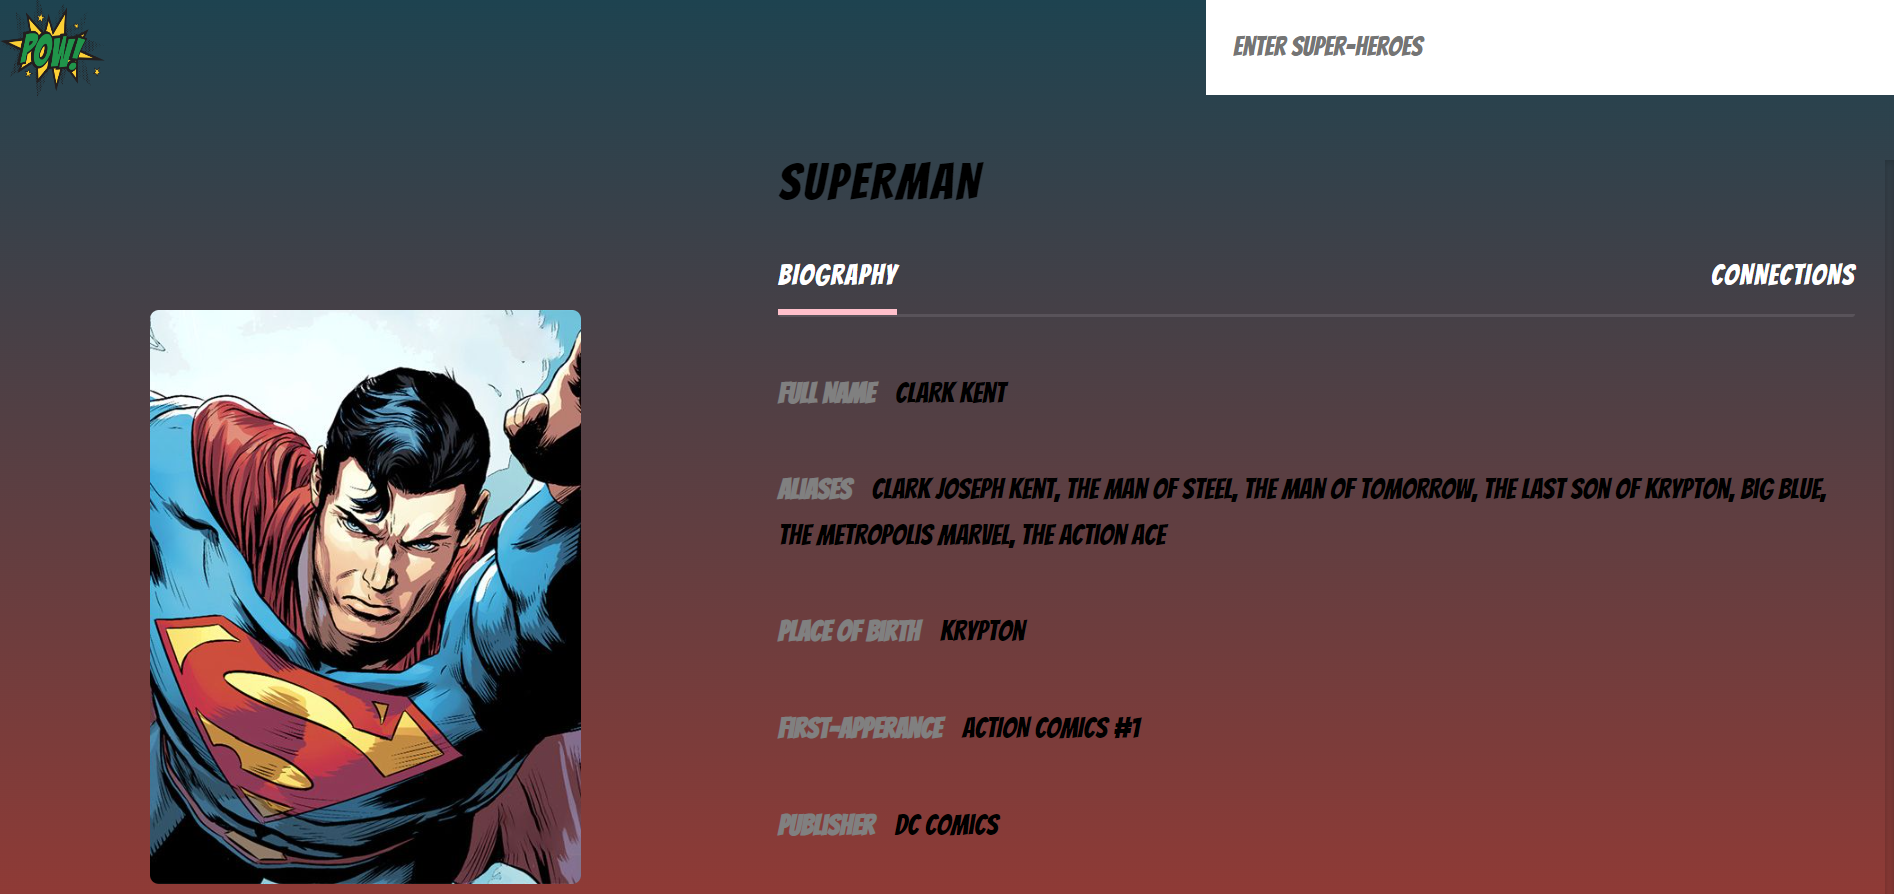 POW!
ENTER SUPER-HEROES
SUPERMAN
BIOGRAPHY
CONNECTIONS
FULL NAME CLARK KENT
ALIASES CLARK JOSEPH KENT, THE MAN OF STEEL, THE MAN OF TOMORROW, THE LAST SON OF KRYPTON, BIG BLUE,
THE METROPOLIS MARVEL, THE ACTION ACE
PLACE OF BIRTH KRYPTON
FIRST-APPERANCE ACTION COMICS #1
PUBLISHER DC COMICS
S